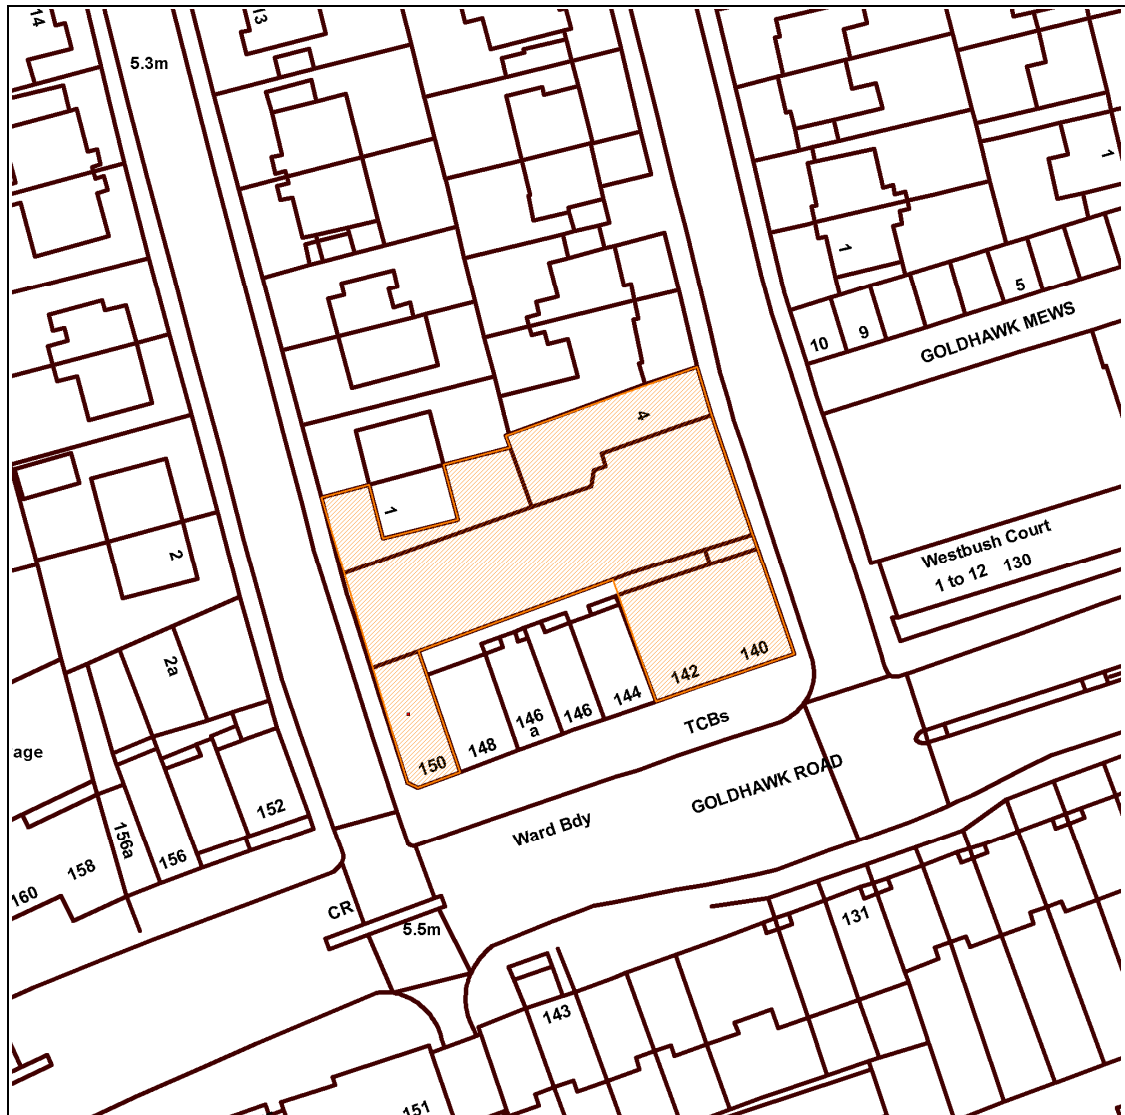 14
13
5.3m
1
1
5
10
9
GOLDHAWK MEWS
4
1
Westbush Court
1 to 12 130
2
2a
142
140
144
146
146
a
148
150
TCBs
age
GOLDHAWK ROAD
Ward Bdy
152
156a
156
158
160
CR
5.5m
131
143
151